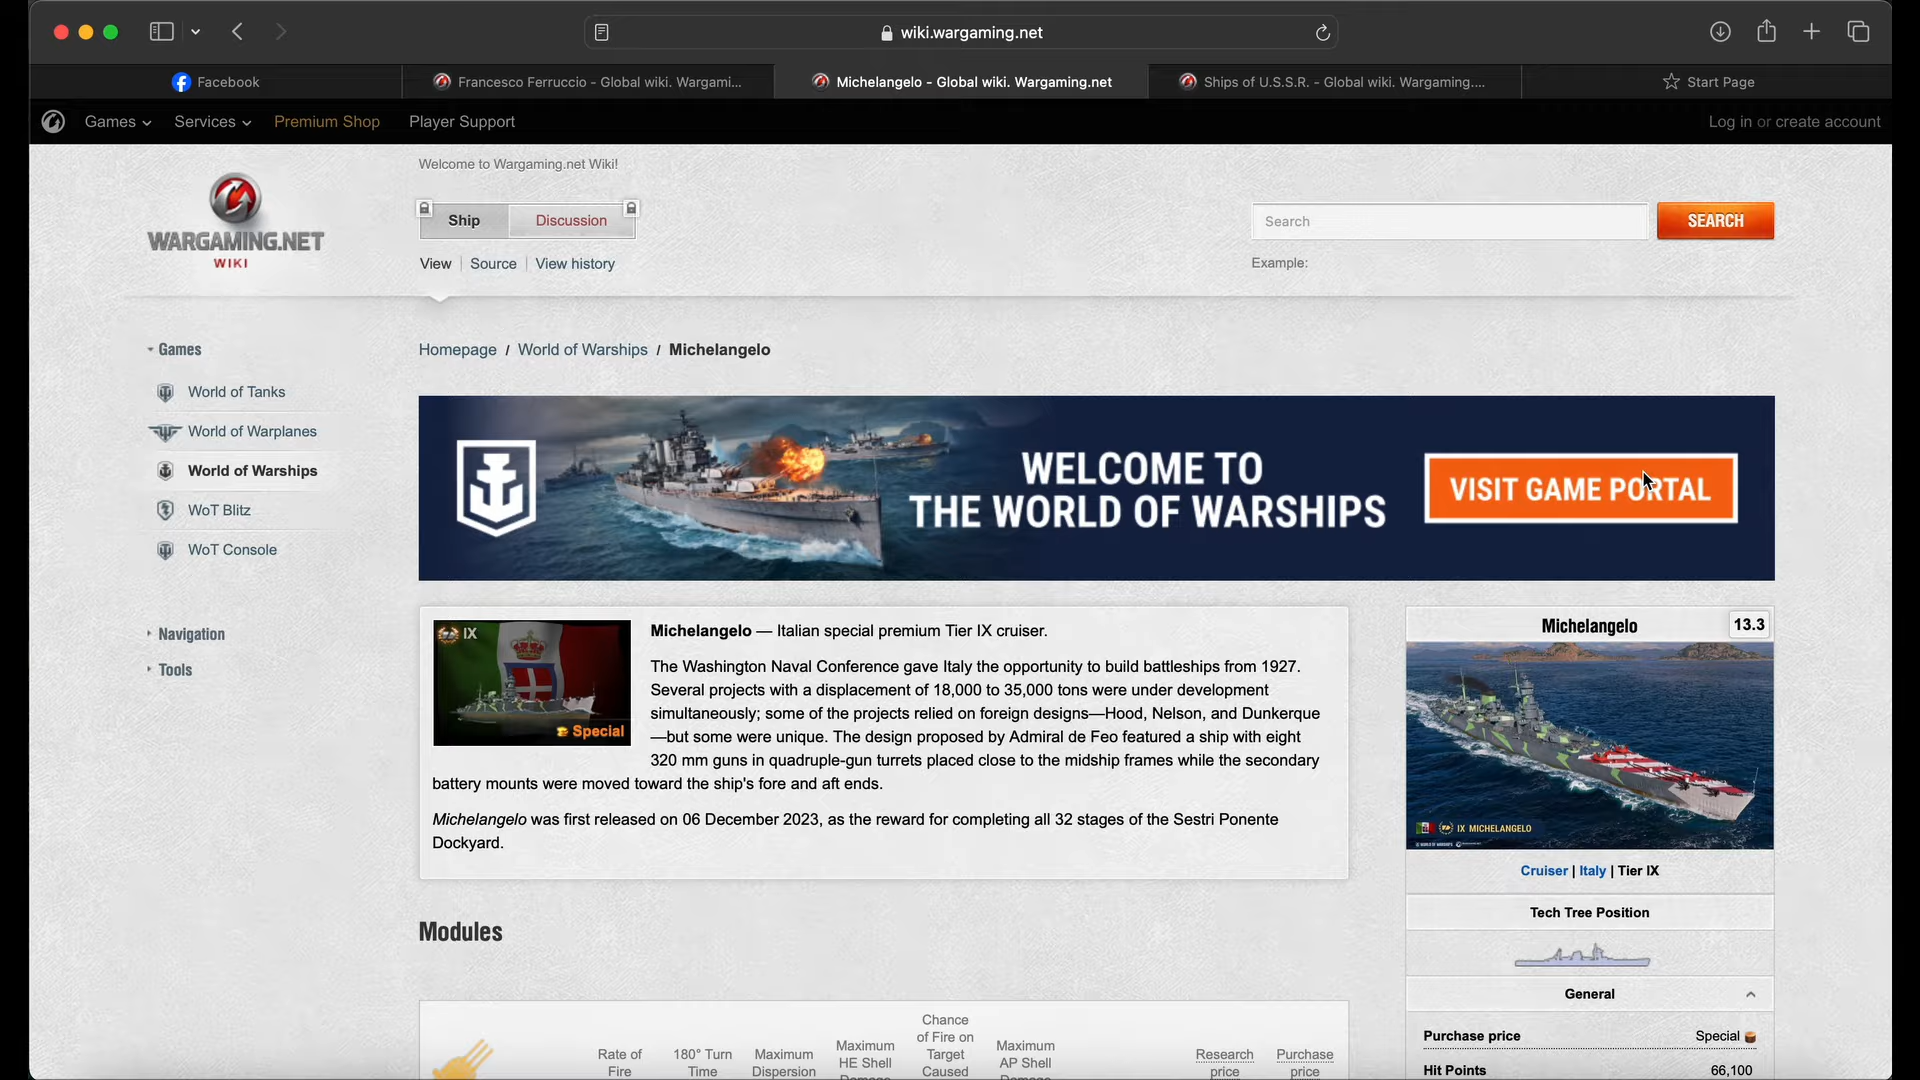 wiki.wargaming.net
Facebook
Francesco Ferruccio - Global wiki. Wargami...
Michelangelo - Global wiki. Wargaming.net
Ships of U.S.S.R. - Global wiki. Wargaming....
Start Page
Games
Services
Premium Shop
Player Support
Log in or create account
Welcome to Wargaming.net Wiki!
WARGAMING.NET
WIKI
Ship
Discussion
Search
SEARCH
View
Source
View history
Example:
Games
World of Tanks
World of Warplanes
World of Warships
WoT Blitz
WoT Console
Navigation
Tools
Homepage / World of Warships / Michelangelo
WELCOME TO
THE WORLD OF WARSHIPS
VISIT GAME PORTAL
IX
Special
Michelangelo — Italian special premium Tier IX cruiser.
The Washington Naval Conference gave Italy the opportunity to build battleships from 1927.
Several projects with a displacement of 18,000 to 35,000 tons were under development
simultaneously; some of the projects relied on foreign designs—Hood, Nelson, and Dunkerque
—but some were unique. The design proposed by Admiral de Feo featured a ship with eight
320 mm guns in quadruple-gun turrets placed close to the midship frames while the secondary
battery mounts were moved toward the ship's fore and aft ends.
Michelangelo was first released on 06 December 2023, as the reward for completing all 32 stages of the Sestri Ponente
Dockyard.
Modules
Rate of
Fire
180° Turn
Time
Maximum
Dispersion
Maximum
HE Shell
Damage
Chance
of Fire on
Target
Caused
Maximum
AP Shell
Damage
Research
price
Purchase
price
Michelangelo
13.3
IX MICHELANGELO
Cruiser | Italy | Tier IX
Tech Tree Position
General
Purchase price
Special
Hit Points
66,100